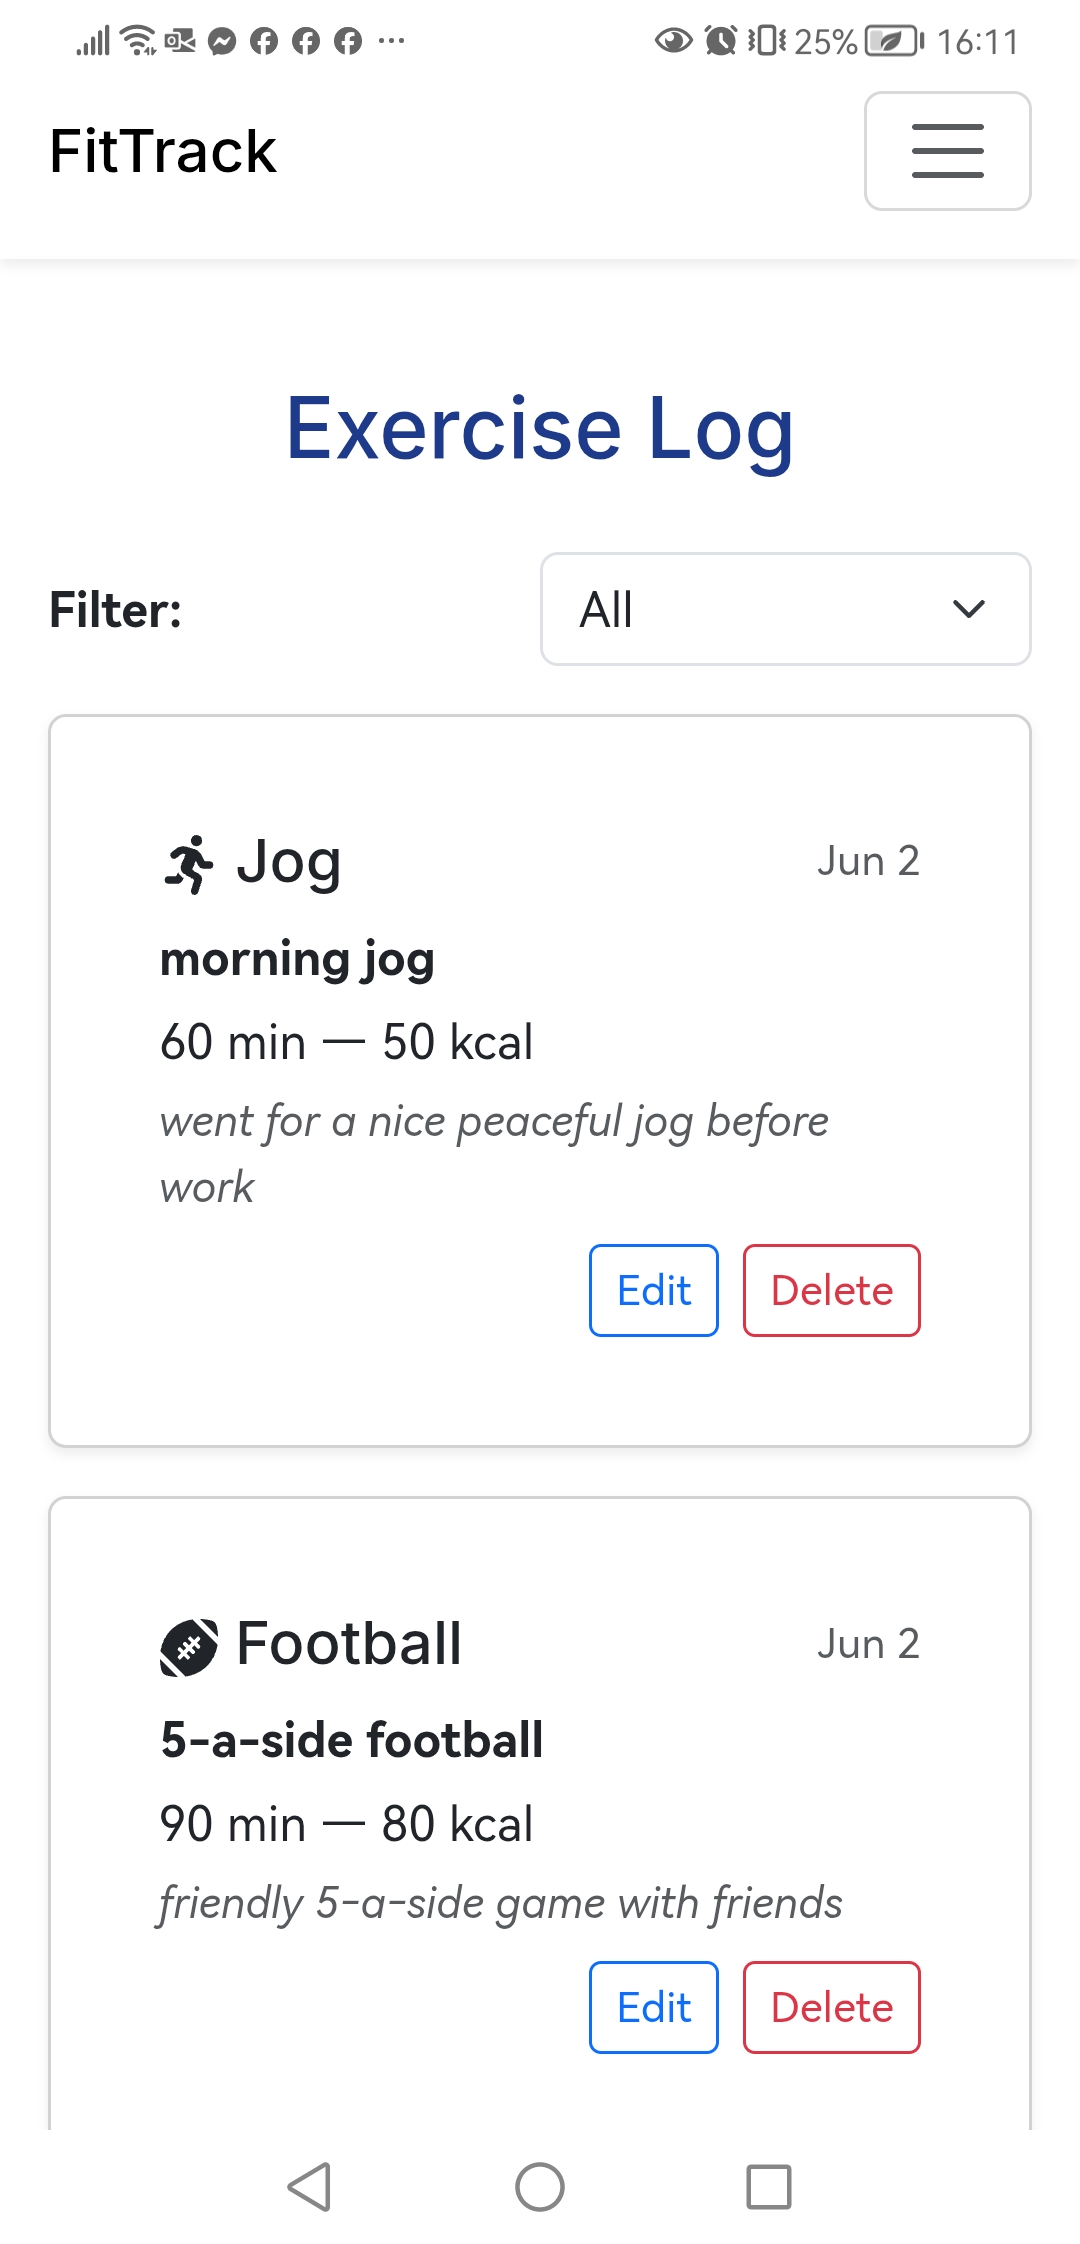 25% 16:11
FitTrack
Exercise Log
Filter:
All
Jog
Jun 2
morning jog
60 min — 50 kcal
went for a nice peaceful jog before
work
Edit Delete
Football
Jun 2
5-a-side football
90 min — 80 kcal
friendly 5-a-side game with friends
Edit Delete